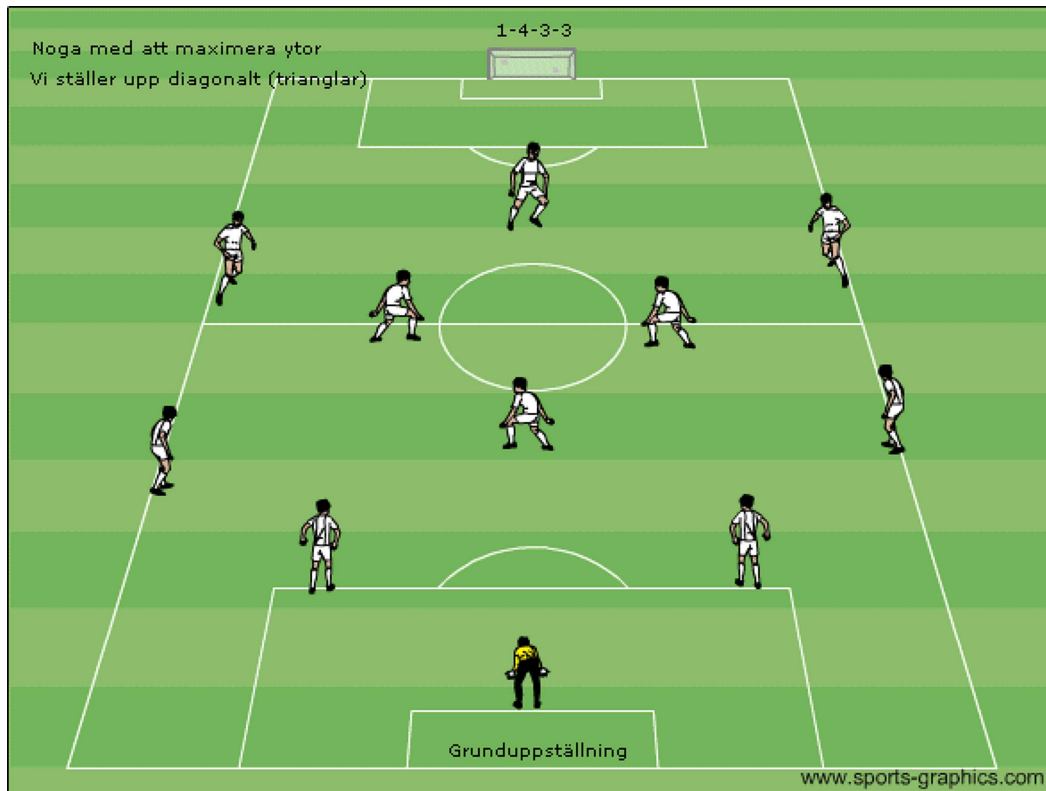 1-4-3-3
Noga med att maximera ytor
Vi ställer upp diagonalt (trianglar)
Grunduppställning
www.sports-graphics.com